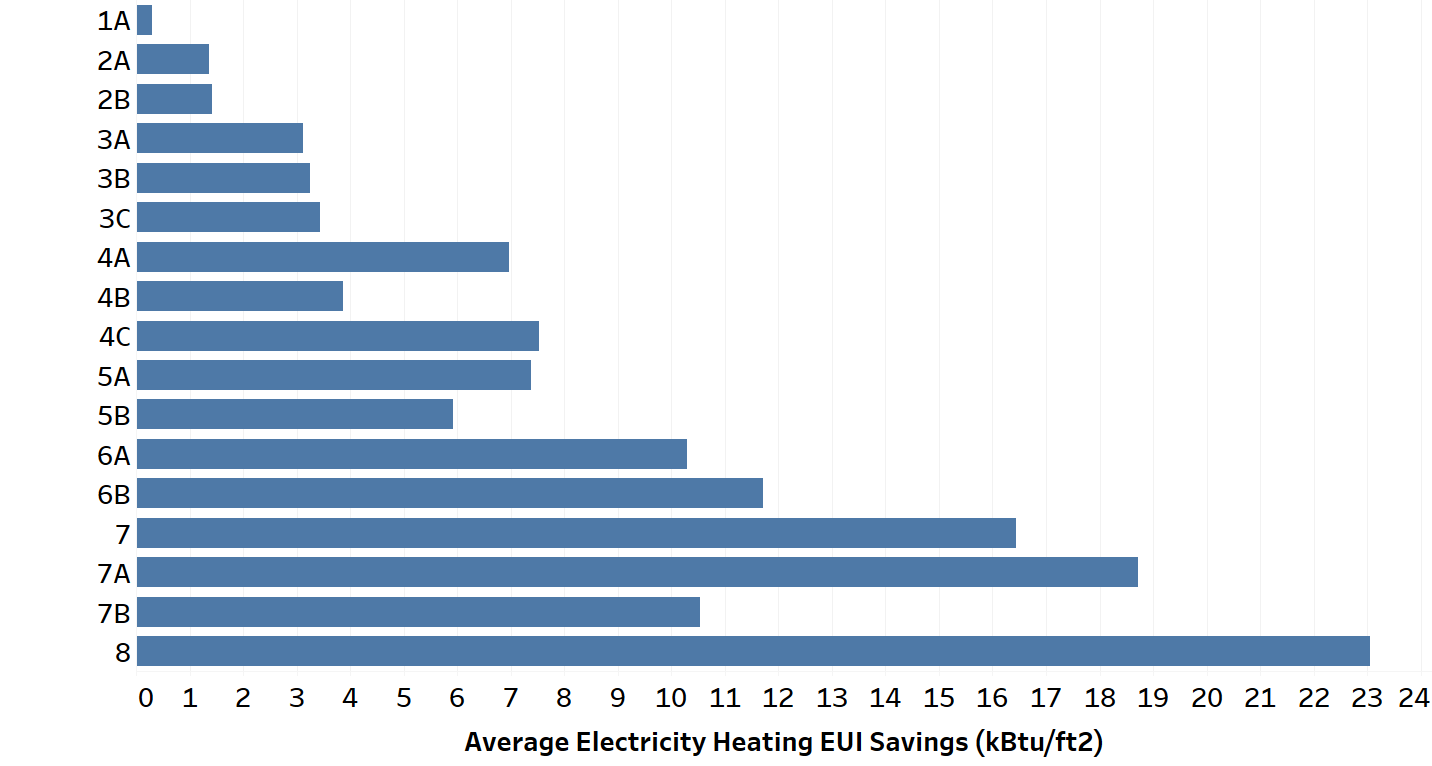 1A
2A
2B
3A
3B
3C
4A
4B
4C
5A
5B
6A
6B
7
7A
7B
8
0 1 2 3 4 5 6 7 8 9 10 11 12 13 14 15 16 17 18 19 20 21 22 23 24
Average Electricity Heating EUI Savings (kBtu/ft2)